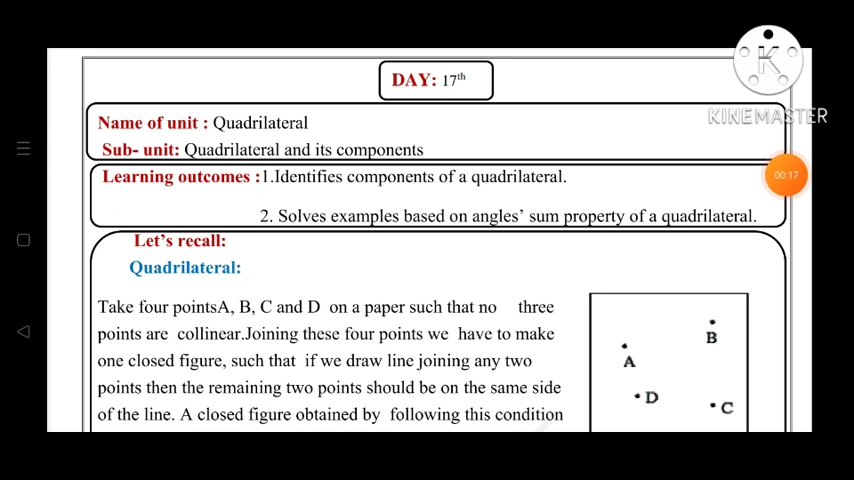 DAY: 17th
K
KINEMASTER
Name of unit : Quadrilateral
Sub- unit: Quadrilateral and its components
00:17
Learning outcomes :1.Identifies components of a quadrilateral.
2. Solves examples based on angles’ sum property of a quadrilateral.
Let’s recall:
Quadrilateral:
Take four pointsA, B, C and D on a paper such that no three
points are collinear.Joining these four points we have to make
one closed figure, such that if we draw line joining any two
points then the remaining two points should be on the same side
of the line. A closed figure obtained by following this condition
B
A
D
C